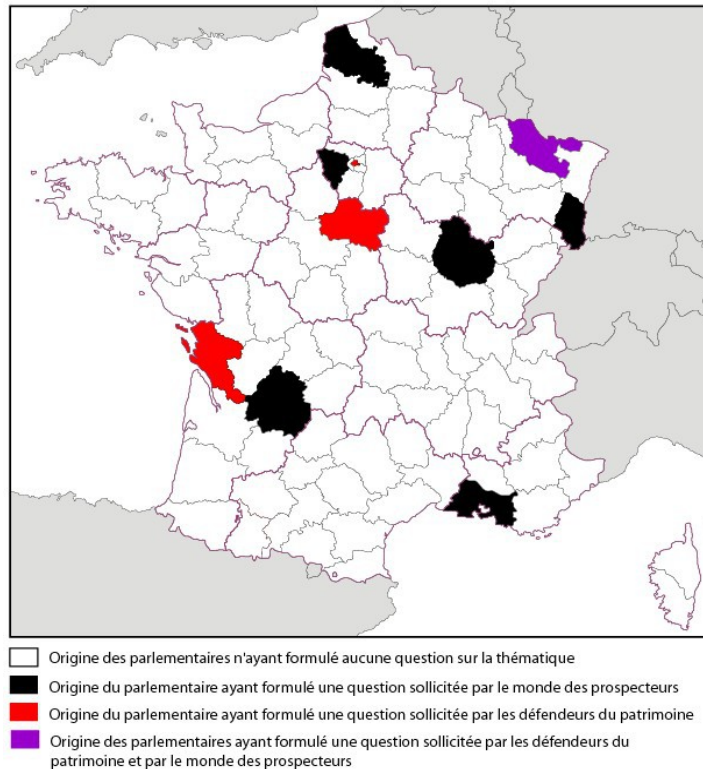 Origine des parlementaires n'ayant formulé aucune question sur la thématique
Origine du parlementaire ayant formulé une question sollicitée par le monde des prospecteurs
Origine du parlementaire ayant formulé une question sollicitée par les défendeurs du patrimoine
Origine des parlementaires ayant formulé une question sollicitée par les défendeurs du
patrimoine et par le monde des prospecteurs